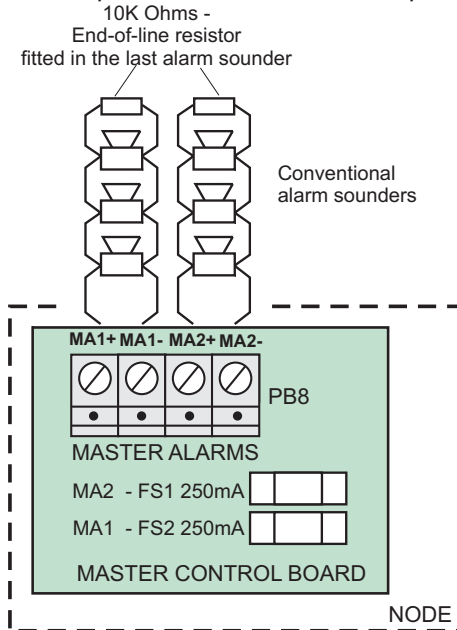 10K Ohms -
End-of-line resistor
fitted in the last alarm sounder
Conventional
alarm sounders
MA1+ MA1- MA2+ MA2-
PB8
MASTER ALARMS
MA2 - FS1 250mA
MA1 - FS2 250mA
MASTER CONTROL BOARD
NODE